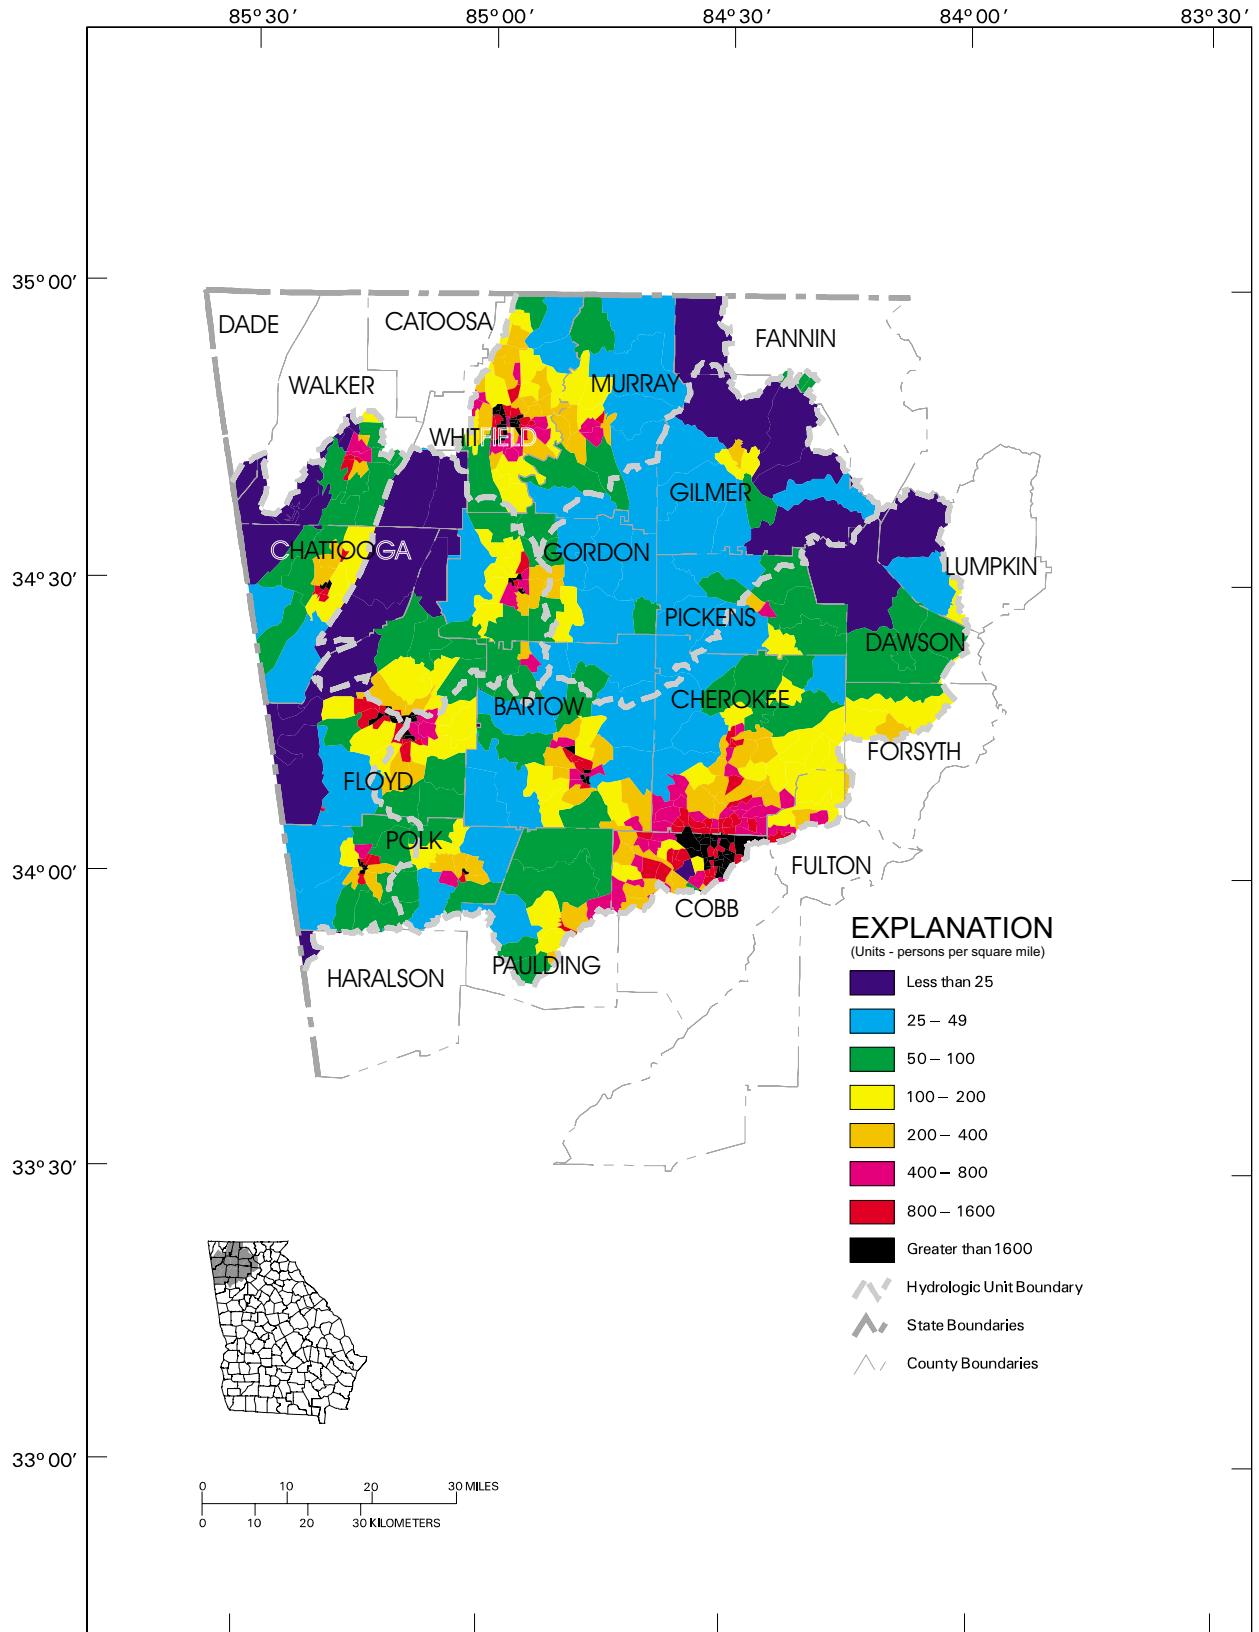 85° 30′ 85° 00′ 84° 30′ 84° 00′ 83° 30′
35° 00′
DADE
CATOOSA
FANNIN
WALKER
MURRAY
WHITFIELD
GILMER
34° 30′
CHATTOOGA
GORDON
LUMPKIN
PICKENS
DAWSON
CHEROKEE
BARTOW
FORSYTH
FLOYD
POLK
34° 00′
FULTON
COBB
PAULDING
HARALSON
EXPLANATION
(Units - persons per square mile)
Less than 25
25 – 49
50 – 100
100 – 200
200 – 400
400 – 800
800 – 1600
Greater than 1600
Hydrologic Unit Boundary
State Boundaries
County Boundaries
33° 30′
33° 00′
0 10 20 30 MILES
0 10 20 30 KILOMETERS